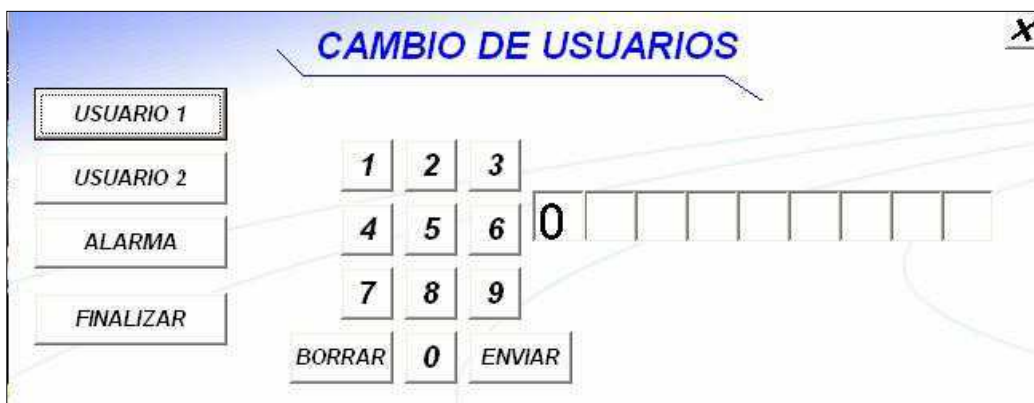 CAMBIO DE USUARIOS
X
USUARIO 1
USUARIO 2
ALARMA
FINALIZAR
1 2 3
4 5 6
7 8 9
BORRAR 0 ENVIAR
0